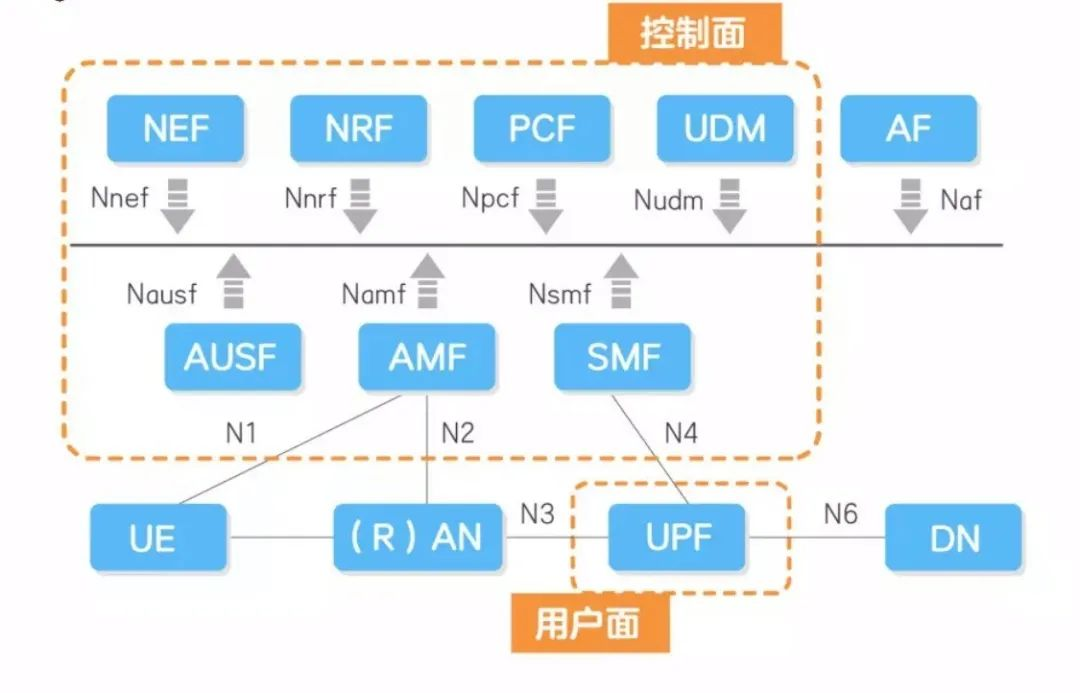 控制面
NEF
NRF
PCF
UDM
AF
Nnef
Nnrf
Npcf
Nudm
Naf
Nausf
Namf
Nsmf
AUSF
AMF
SMF
N1
N2
N4
UE
(R)AN
N3
UPF
N6
DN
用户面